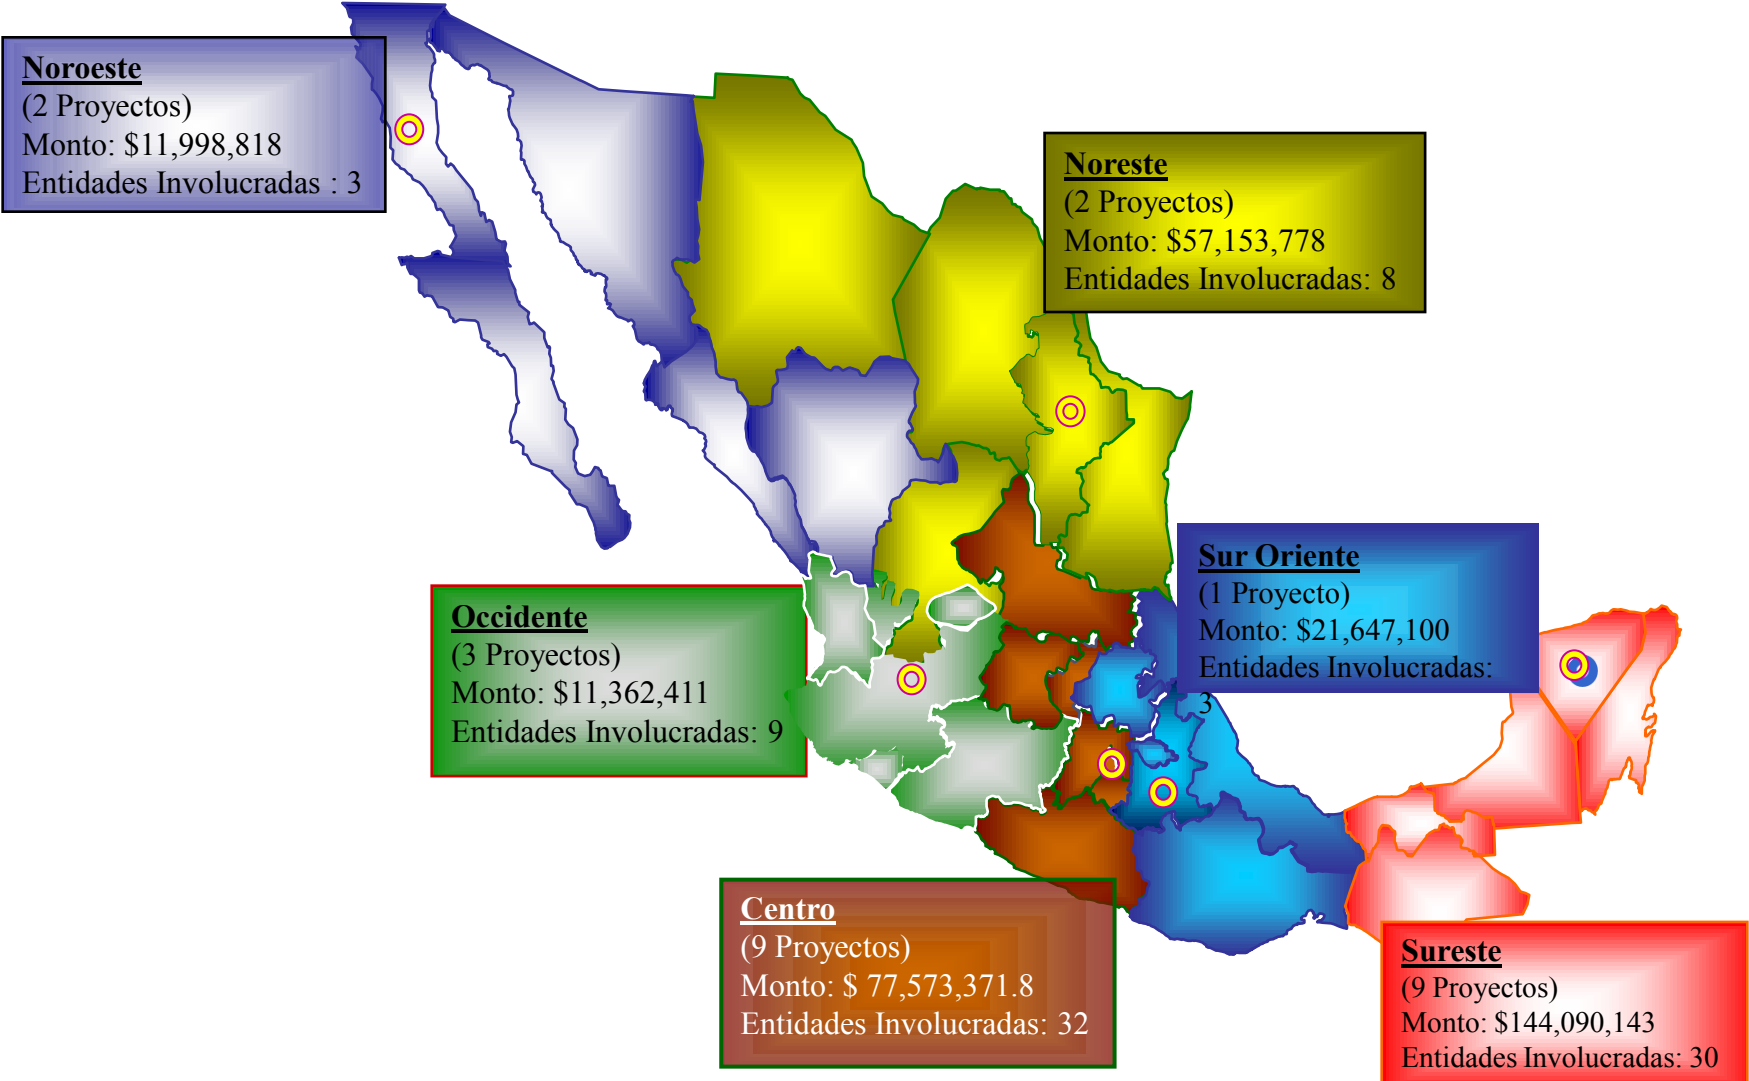 Noroeste
(2 Proyectos)
Monto: $11,998,818
Entidades Involucradas : 3
Noreste
(2 Proyectos)
Monto: $57,153,778
Entidades Involucradas: 8
Sur Oriente
(1 Proyecto)
Monto: $21,647,100
Entidades Involucradas:
3
Occidente
(3 Proyectos)
Monto: $11,362,411
Entidades Involucradas: 9
Centro
(9 Proyectos)
Monto: $ 77,573,371.8
Entidades Involucradas: 32
Sureste
(9 Proyectos)
Monto: $144,090,143
Entidades Involucradas: 30